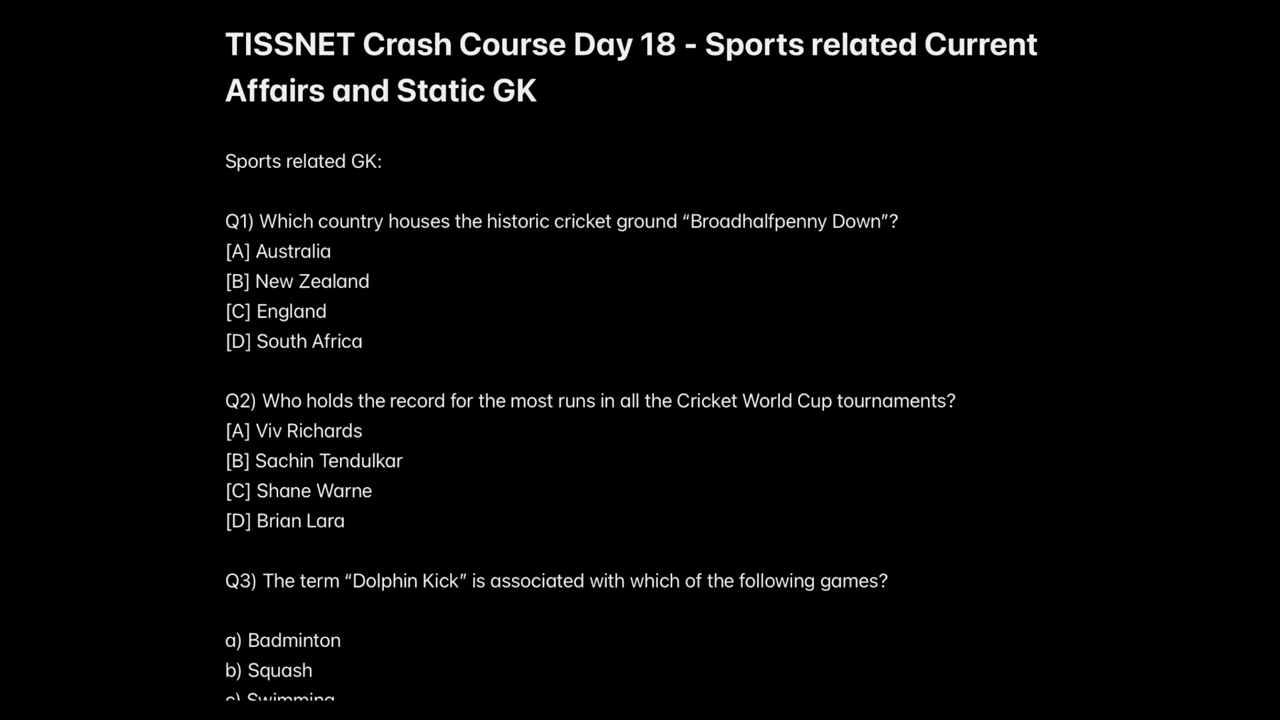 TISSNET Crash Course Day 18 - Sports related Current
Affairs and Static GK
Sports related GK:
Q1) Which country houses the historic cricket ground “Broadhalfpenny Down”?
[A] Australia
[B] New Zealand
[C] England
[D] South Africa
Q2) Who holds the record for the most runs in all the Cricket World Cup tournaments?
[A] Viv Richards
[B] Sachin Tendulkar
[C] Shane Warne
[D] Brian Lara
Q3) The term “Dolphin Kick” is associated with which of the following games?
a) Badminton
b) Squash
c) Swimming